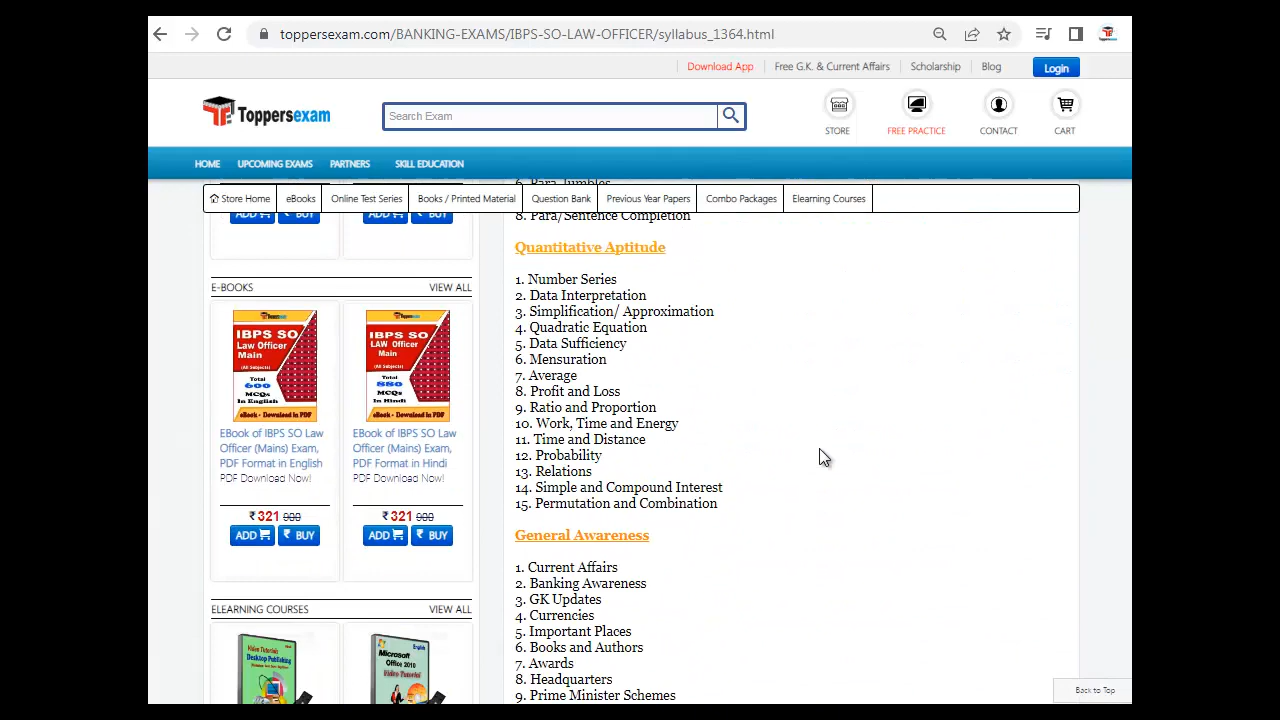 toppersexam.com/BANKING-EXAMS/IBPS-SO-LAW-OFFICER/syllabus_1364.html
Download App
Free G.K. & Current Affairs
Scholarship
Blog
Login
Toppersexam
Search Exam
STORE
FREE PRACTICE
CONTACT
CART
HOME
UPCOMING EXAMS
PARTNERS
SKILL EDUCATION
Store Home
eBooks
Online Test Series
Books / Printed Material
Question Bank
Previous Year Papers
Combo Packages
Elearning Courses
ADD
₹ BUY
ADD
₹ BUY
E-BOOKS
VIEW ALL
IBPS SO
Law Officer
Main
(All Subjects)
Total
600
MCQs
In English
eBook - Download in PDF
IBPS SO
LAW Officer
Main
(All Subjects)
Total
880
MCQs
In Hindi
eBook - Download in PDF
EBook of IBPS SO Law
Officer (Mains) Exam,
PDF Format in English
PDF Download Now!
₹ 321 900
ADD
₹ BUY
EBook of IBPS SO Law
Officer (Mains) Exam,
PDF Format in Hindi
PDF Download Now!
₹ 321 900
ADD
₹ BUY
ELEARNING COURSES
VIEW ALL
Video Tutorials
Desktop Publishing
English
Microsoft
Office 2010
Video Tutorial
6. Para Jumbles
8. Para/Sentence Completion
Quantitative Aptitude
1. Number Series
2. Data Interpretation
3. Simplification/ Approximation
4. Quadratic Equation
5. Data Sufficiency
6. Mensuration
7. Average
8. Profit and Loss
9. Ratio and Proportion
10. Work, Time and Energy
11. Time and Distance
12. Probability
13. Relations
14. Simple and Compound Interest
15. Permutation and Combination
General Awareness
1. Current Affairs
2. Banking Awareness
3. GK Updates
4. Currencies
5. Important Places
6. Books and Authors
7. Awards
8. Headquarters
9. Prime Minister Schemes
Back to Top